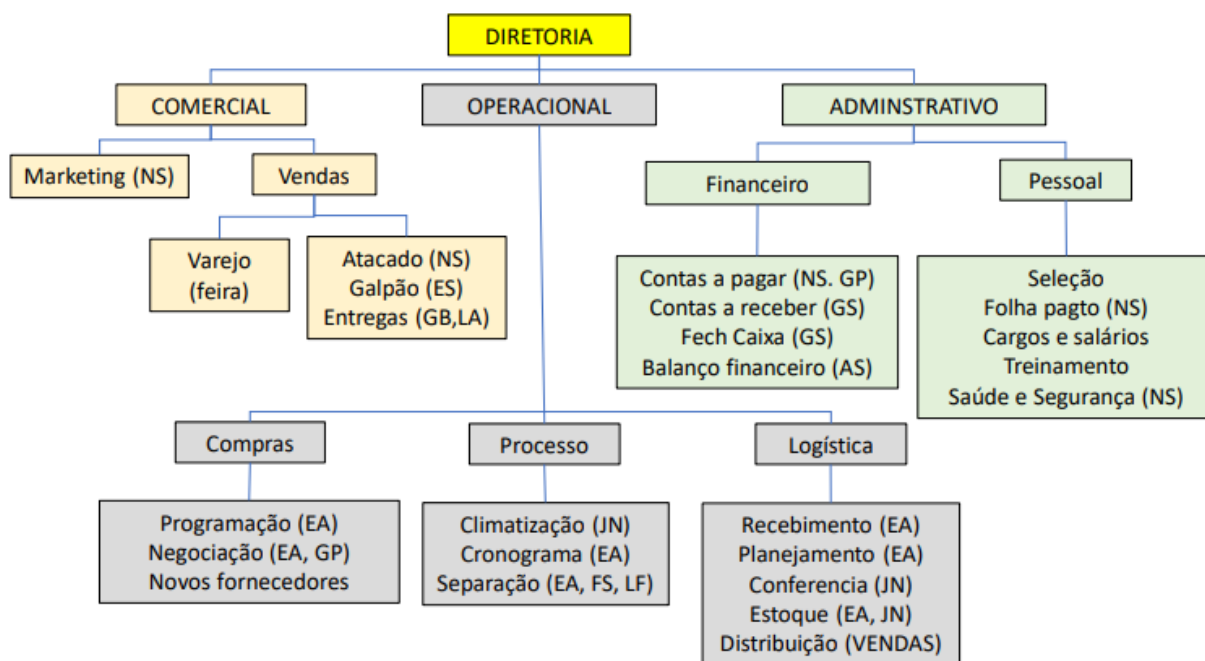 DIRETORIA
COMERCIAL
OPERACIONAL
ADMINSTRATIVO
Marketing (NS)
Vendas
Financeiro
Pessoal
Varejo
(feira)
Atacado (NS)
Galpão (ES)
Entregas (GB,LA)
Contas a pagar (NS. GP)
Contas a receber (GS)
Fech Caixa (GS)
Balanço financeiro (AS)
Seleção
Folha pagto (NS)
Cargos e salários
Treinamento
Saúde e Segurança (NS)
Compras
Processo
Logística
Programação (EA)
Negociação (EA, GP)
Novos fornecedores
Climatização (JN)
Cronograma (EA)
Separação (EA, FS, LF)
Recebimento (EA)
Planejamento (EA)
Conferencia (JN)
Estoque (EA, JN)
Distribuição (VENDAS)